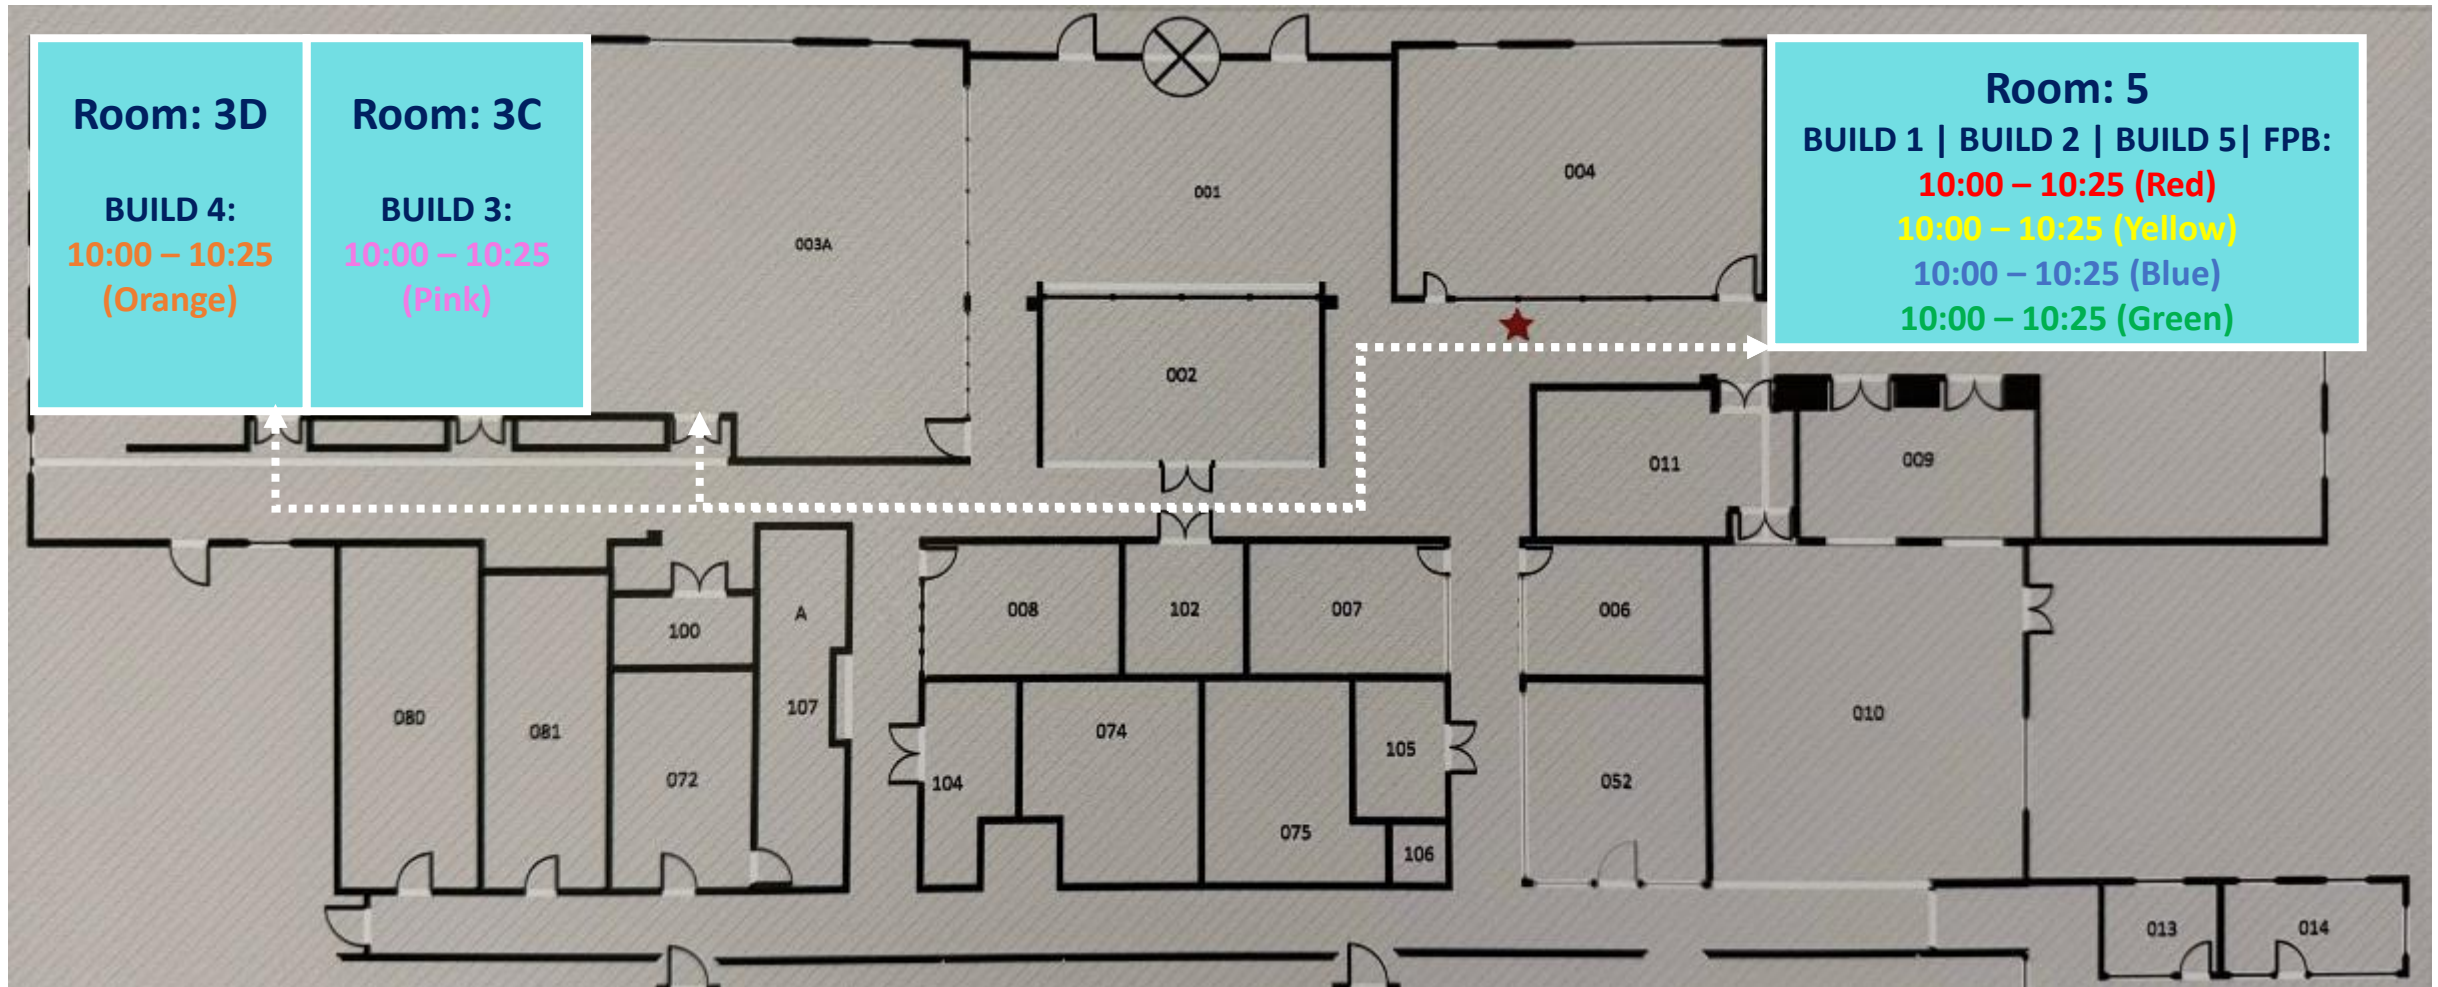 Room: 3D
BUILD 4:
10:00 – 10:25
(Orange)
Room: 3C
BUILD 3:
10:00 – 10:25
(Pink)
Room: 5
BUILD 1 | BUILD 2 | BUILD 5| FPB:
10:00 – 10:25 (Red)
10:00 – 10:25 (Yellow)
10:00 – 10:25 (Blue)
10:00 – 10:25 (Green)
003A
001
004
002
011
009
008
102
007
006
100
A
107
080
081
072
104
074
075
105
106
052
010
013
014